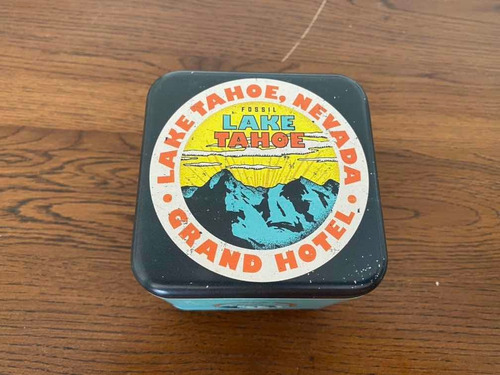 LAKE TAHOE, NEVADA
FOSSIL
LAKE
TAHOE
• GRAND HOTEL •